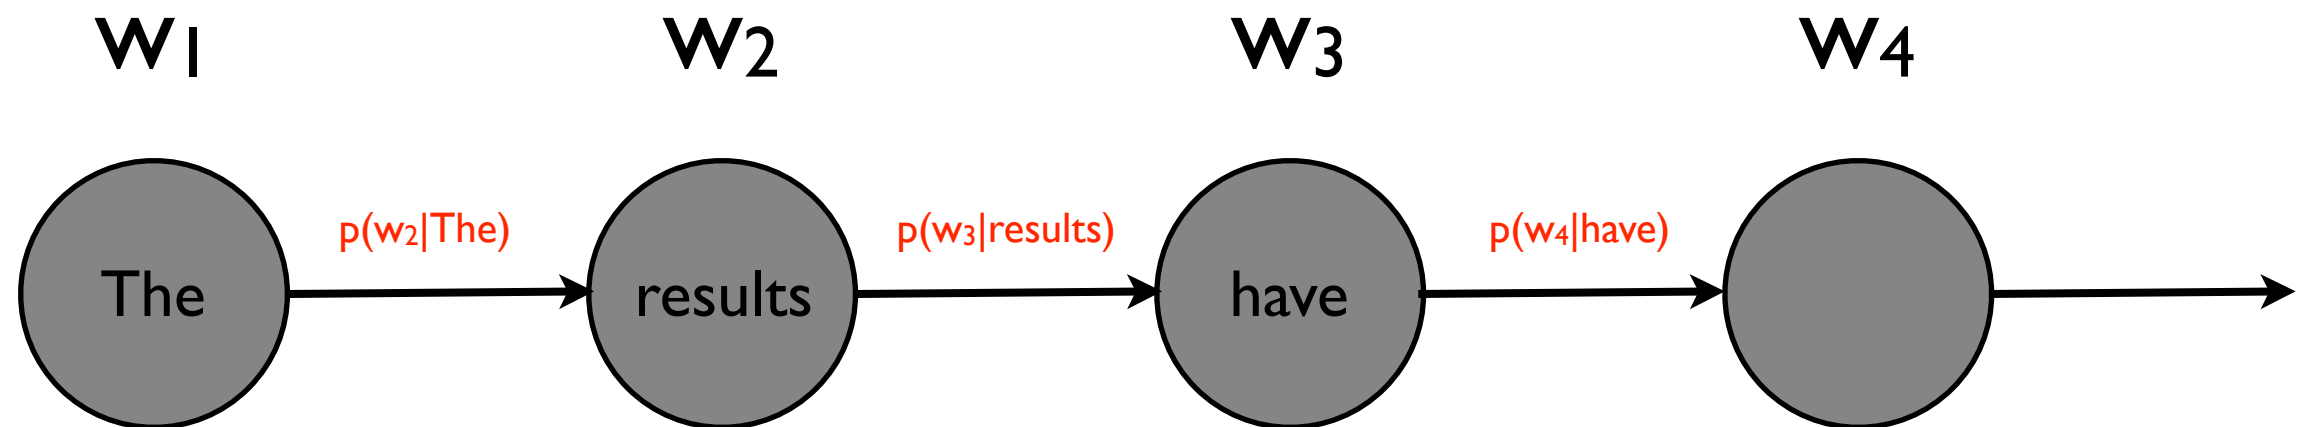 w₁ w₂ w₃ w₄
p(w₂|The) p(w₃|results) p(w₄|have)
The results have